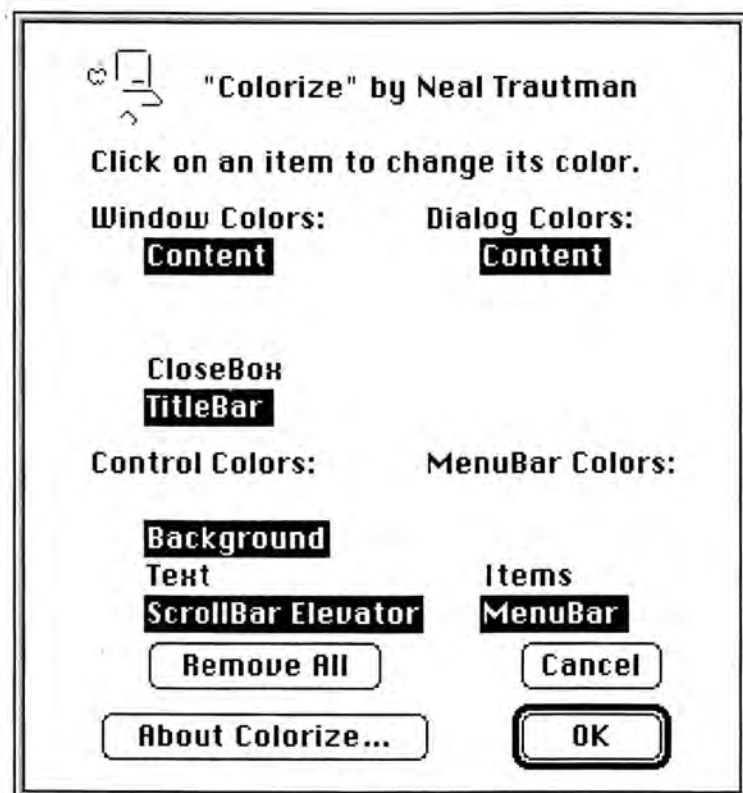 "Colorize" by Neal Trautman
Click on an item to change its color.
Window Colors: Dialog Colors:
Content Content
CloseBox
TitleBar
Control Colors: MenuBar Colors:
Background
Text Items
ScrollBar Elevator MenuBar
Remove All Cancel
About Colorize... OK